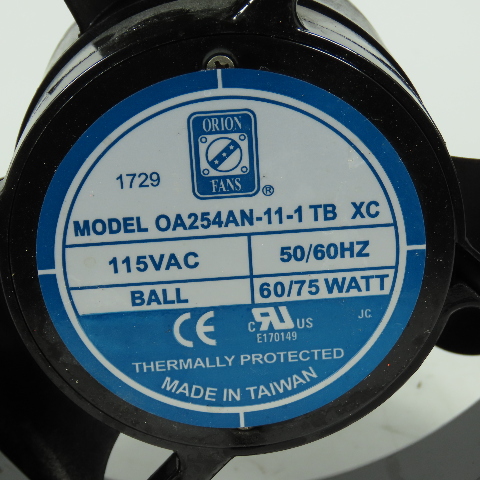 ORION
FANS
®
1729
MODEL OA254AN-11-1 TB XC
115VAC 50/60HZ
BALL 60/75 WATT
CE c RU US JC
E170149
THERMALLY PROTECTED
MADE IN TAIWAN